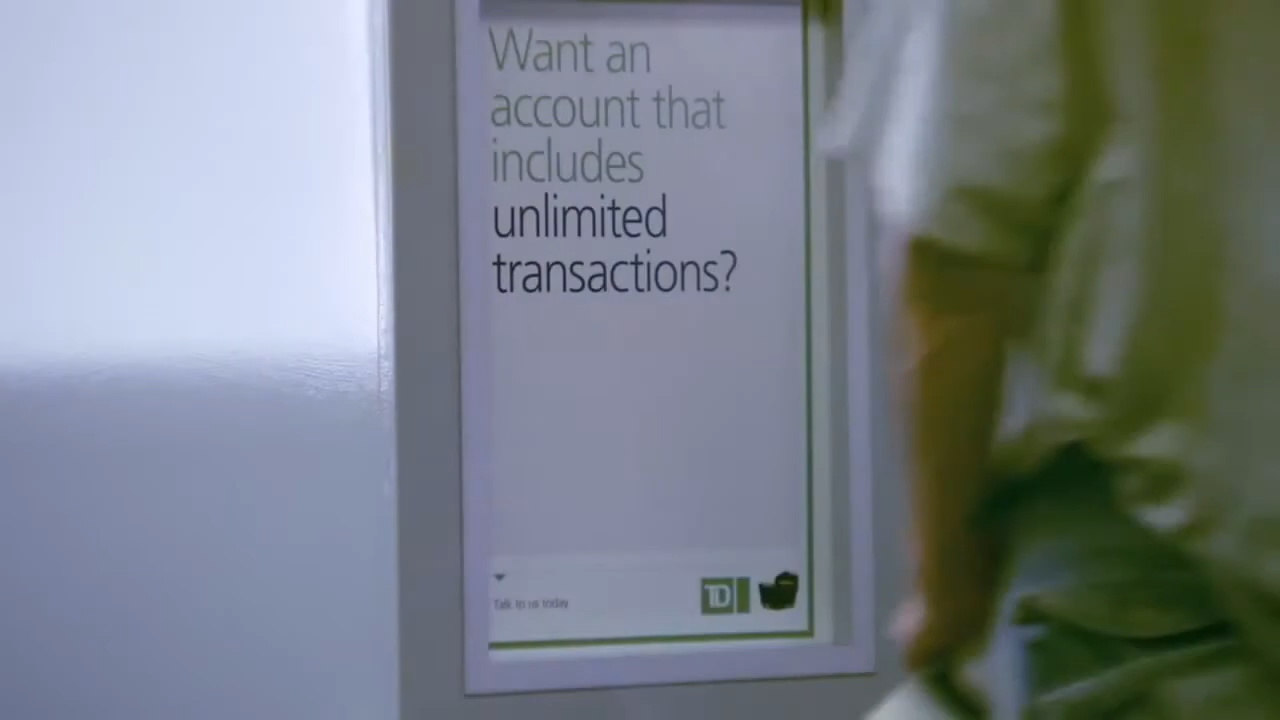 Want an
account that
includes
unlimited
transactions?
Talk to us today
TD